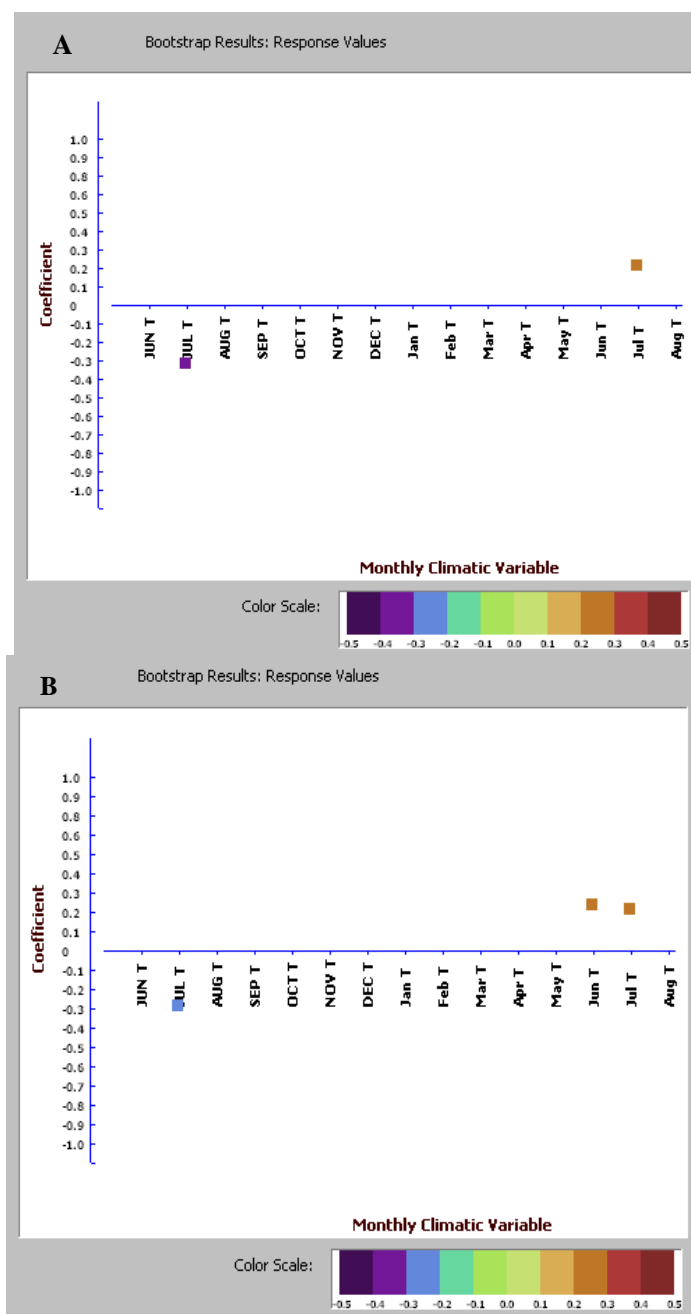 A
Bootstrap Results: Response Values
1.0
0.9
0.8
0.7
0.6
0.5
0.4
0.3
0.2
0.1
0
-0.1
-0.2
-0.3
-0.4
-0.5
-0.6
-0.7
-0.8
-0.9
-1.0
Coefficient
JUN T
JUL T
AUG T
SEP T
OCT T
NOV T
DEC T
Jan T
Feb T
Mar T
Apr T
May T
Jun T
Jul T
Aug T
Monthly Climatic Variable
Color Scale:
-0.5 -0.4 -0.3 -0.2 -0.1 0.0 0.1 0.2 0.3 0.4 0.5
B
Bootstrap Results: Response Values
1.0
0.9
0.8
0.7
0.6
0.5
0.4
0.3
0.2
0.1
0
-0.1
-0.2
-0.3
-0.4
-0.5
-0.6
-0.7
-0.8
-0.9
-1.0
Coefficient
JUN T
JUL T
AUG T
SEP T
OCT T
NOV T
DEC T
Jan T
Feb T
Mar T
Apr T
May T
Jun T
Jul T
Aug T
Monthly Climatic Variable
Color Scale:
-0.5 -0.4 -0.3 -0.2 -0.1 0.0 0.1 0.2 0.3 0.4 0.5